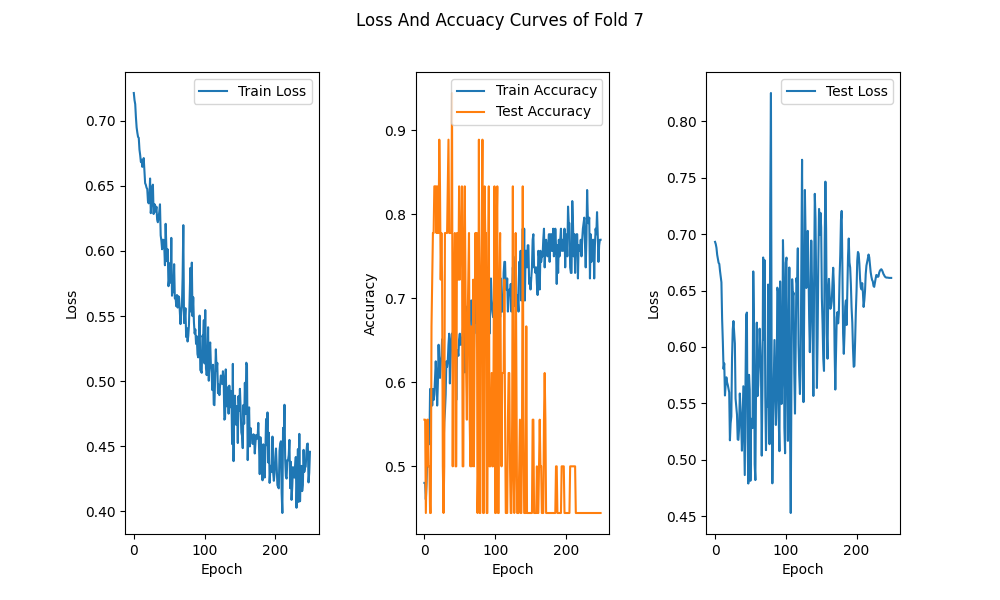 Loss And Accuacy Curves of Fold 7
Train Loss
0.70
0.65
0.60
0.55
0.50
0.45
0.40
Loss
0
100
200
Epoch
Train Accuracy
Test Accuracy
0.9
0.8
0.7
0.6
0.5
Accuracy
0
100
200
Epoch
Test Loss
0.80
0.75
0.70
0.65
0.60
0.55
0.50
0.45
Loss
0
100
200
Epoch